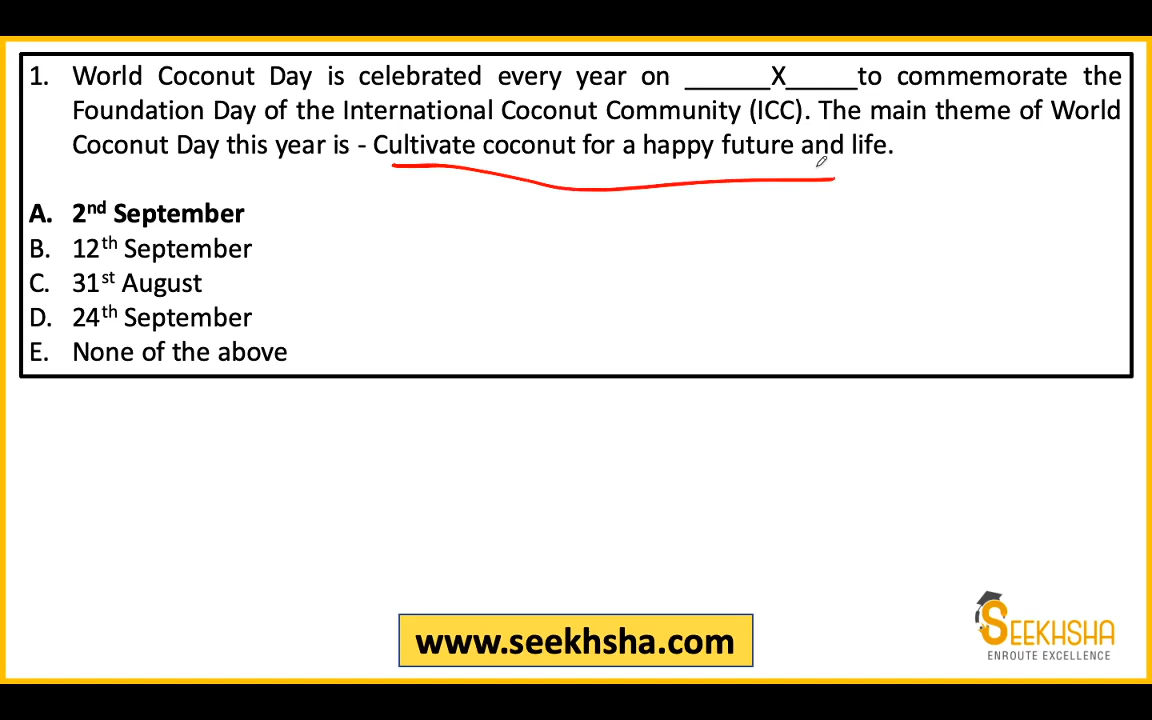 1. World Coconut Day is celebrated every year on ______X_____to commemorate the
Foundation Day of the International Coconut Community (ICC). The main theme of World
Coconut Day this year is - Cultivate coconut for a happy future and life.
A. 2nd September
B. 12th September
C. 31st August
D. 24th September
E. None of the above
www.seekhsha.com
SEEKHSHA
ENROUTE EXCELLENCE